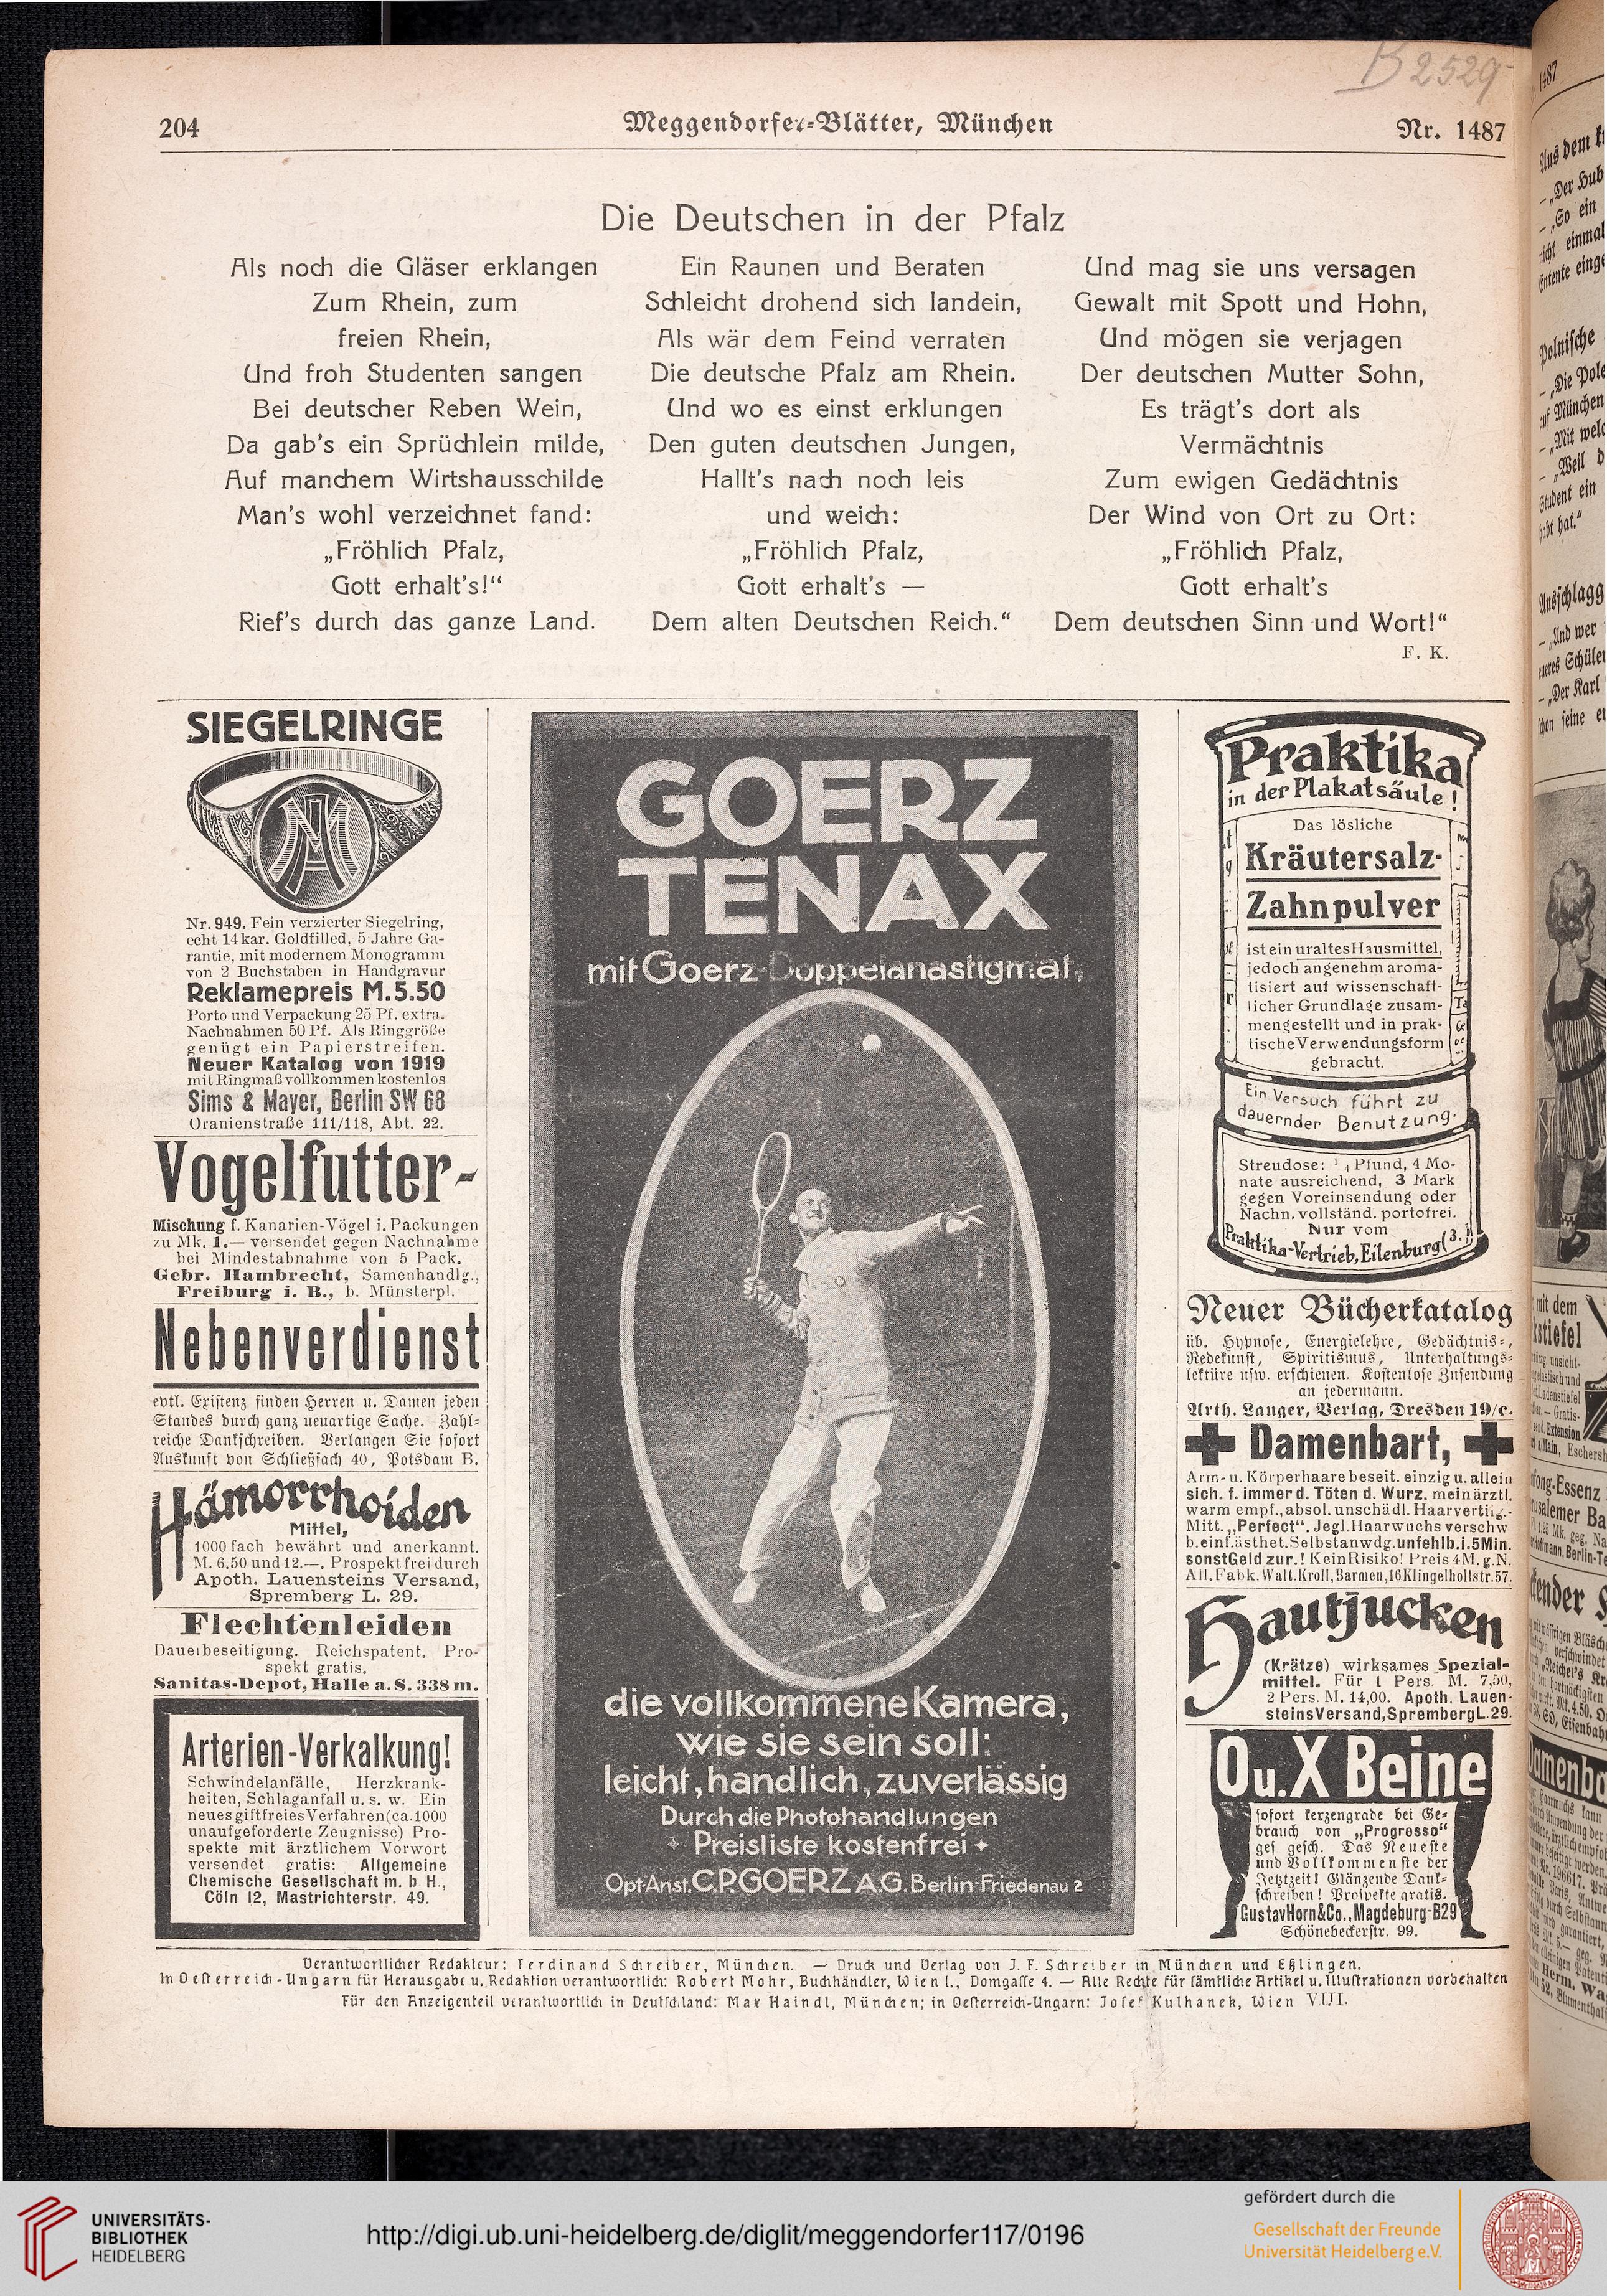 B 2529
204
Meggendorfer-Blätter, München
Nr. 1487
Die Deutschen in der Pfalz
Als noch die Gläser erklangen
Zum Rhein, zum
freien Rhein,
Und froh Studenten sangen
Bei deutscher Reben Wein,
Da gab's ein Sprüchlein milde,
Auf manchem Wirtshausschilde
Man's wohl verzeichnet fand:
„Fröhlich Pfalz,
Gott erhalt's!“
Rief's durch das ganze Land.
Ein Raunen und Beraten
Schleicht drohend sich landein,
Als wär dem Feind verraten
Die deutsche Pfalz am Rhein.
Und wo es einst erklungen
Den guten deutschen Jungen,
Hallt's nach noch leis
und weich:
„Fröhlich Pfalz,
Gott erhalt's —
Dem alten Deutschen Reich.“
Und mag sie uns versagen
Gewalt mit Spott und Hohn,
Und mögen sie verjagen
Der deutschen Mutter Sohn,
Es trägt's dort als
Vermächtnis
Zum ewigen Gedächtnis
Der Wind von Ort zu Ort:
„Fröhlich Pfalz,
Gott erhalt's
Dem deutschen Sinn und Wort!“
F. K.
SIEGELRINGE
Nr. 949. Fein verzierter Siegelring,
echt 14 kar. Goldfilled, 5 Jahre Ga-
rantie, mit modernem Monogramm
von 2 Buchstaben in Handgravur
Reklamepreis M. 5.50
Porto und Verpackung 25 Pf. extra.
Nachnahmen 50 Pf. Als Ringgröße
genügt ein Papierstreifen.
Neuer Katalog von 1919
mit Ringmaß vollkommen kostenlos
Sims & Mayer, Berlin SW 68
Oranienstraße 111/118, Abt. 22.
Vogelfutter-
Mischung f. Kanarien-Vögel i. Packungen
zu Mk. 1.— versendet gegen Nachnahme
bei Mindestabnahme von 5 Pack.
Gebr. Hambrecht, Samenhandlg.,
Freiburg i. B., b. Münsterpl.
Nebenverdienst
evtl. Existenz finden Herren u. Damen jeden
Standes durch ganz neuartige Sache. Zahl-
reiche Dankschreiben. Verlangen Sie sofort
Auskunft von Schließfach 40, Potsdam B.
Hämorrhoiden
Mittel,
1000 fach bewährt und anerkannt.
M. 6.50 und 12.—. Prospekt frei durch
Apoth. Lauensteins Versand,
Spremberg L. 29.
Flechtenleiden
Dauerbeseitigung. Reichspatent. Pro-
spekt gratis.
Sanitas-Depot, Halle a. S. 338 m.
Arterien-Verkalkung!
Schwindelanfälle, Herzkrank-
heiten, Schlaganfall u. s. w. Ein
neues giftfreies Verfahren (ca. 1000
unaufgeforderte Zeugnisse) Pro-
spekte mit ärztlichem Vorwort
versendet gratis: Allgemeine
Chemische Gesellschaft m. b H.,
Cöln 12, Mastrichterstr. 49.
GOERZ
TENAX
mit Goerz-Doppelanastigmat,
die vollkommene Kamera,
wie sie sein soll:
leicht, handlich, zuverlässig
Durch die Photohandlungen
Preisliste kostenfrei
Opt. Anst. C.P. GOERZ A.G. Berlin-Friedenau 2
Praktika
in der Plakatsäule!
Das lösliche
Kräutersalz-
Zahnpulver
ist ein uraltes Hausmittel,
jedoch angenehm aroma-
tisiert auf wissenschaft-
licher Grundlage zusam-
mengestellt und in prak-
tische Verwendungsform
gebracht.
Ein Versuch führt zu
dauernder Benutzung.
Streudose: 1/4 Pfund, 4 Mo-
nate ausreichend, 3 Mark
gegen Voreinsendung oder
Nachn. vollständ. portofrei.
Nur vom
Praktika-Vertrieb, Eilenburg (3.)
Neuer Bücherkatalog
üb. Hypnose, Energielehre, Gedächtnis-,
Redekunst, Spiritismus, Unterhaltungs-
lektüre usw. erschienen. Kostenlose Zusendung
an jedermann.
Arth. Langer, Verlag, Dresden 19/c.
Damenbart,
Arm- u. Körperhaare beseit. einzig u. allein
sich. f. immer d. Töten d. Wurz. mein ärztl.
warm empf., absol. unschädl. Haarvertilg.-
Mitt. „Perfect“. Jegl. Haarwuchs verschw
b. einf. ästhet. Selbstanwdg. unfehlb. i. 5 Min.
sonst Geld zur.! Kein Risiko! Preis 4 M. g. N.
All. Fabk. Walt. Kroll, Barmen, 16 Klingelhollstr. 57.
Hautjucken
(Krätze) wirksames Spezial-
mittel. Für 1 Pers. M. 7,50,
2 Pers. M. 14,00. Apoth. Lauen-
steins Versand, Spremberg L. 29.
O u. X Beine
sofort kerzengrade bei Ge-
brauch von „Progresso“
ges gesch. Das Neueste
und Vollkommenste der
Jetztzeit! Glänzende Dank-
schreiben! Prospekte gratis.
Gustav Horn & Co., Magdeburg-B29
Schönebeckerstr. 99.
Verantwortlicher Redakteur: Ferdinand Schreiber, München. — Druck und Verlag von J. F. Schreiber in München und Eßlingen.
In Oesterreich-Ungarn für Herausgabe u. Redaktion verantwortlich: Robert Mohr, Buchhändler, Wien I., Domgasse 4. — Alle Rechte für sämtliche Artikel u. Illustrationen vorbehalten
Für den Anzeigenteil verantwortlich in Deutschland: Max Haindl, München; in Oesterreich-Ungarn: Josef Kulhanek, Wien VIII.
UNIVERSITÄTS-
BIBLIOTHEK
HEIDELBERG
http://digi.ub.uni-heidelberg.de/diglit/meggendorfer117/0196
gefördert durch die
Gesellschaft der Freunde
Universität Heidelberg e.V.